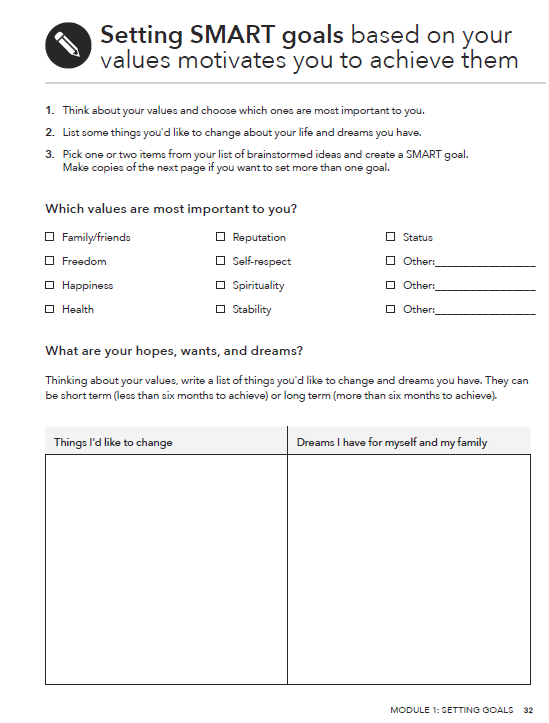 Setting SMART goals based on your
values motivates you to achieve them
1. Think about your values and choose which ones are most important to you.
2. List some things you'd like to change about your life and dreams you have.
3. Pick one or two items from your list of brainstormed ideas and create a SMART goal.
Make copies of the next page if you want to set more than one goal.
Which values are most important to you?
Family/friends
Reputation
Status
Freedom
Self-respect
Other:_________________
Happiness
Spirituality
Other:_________________
Health
Stability
Other:_________________
What are your hopes, wants, and dreams?
Thinking about your values, write a list of things you'd like to change and dreams you have. They can
be short term (less than six months to achieve) or long term (more than six months to achieve).
Things I'd like to change
Dreams I have for myself and my family
MODULE 1: SETTING GOALS 32